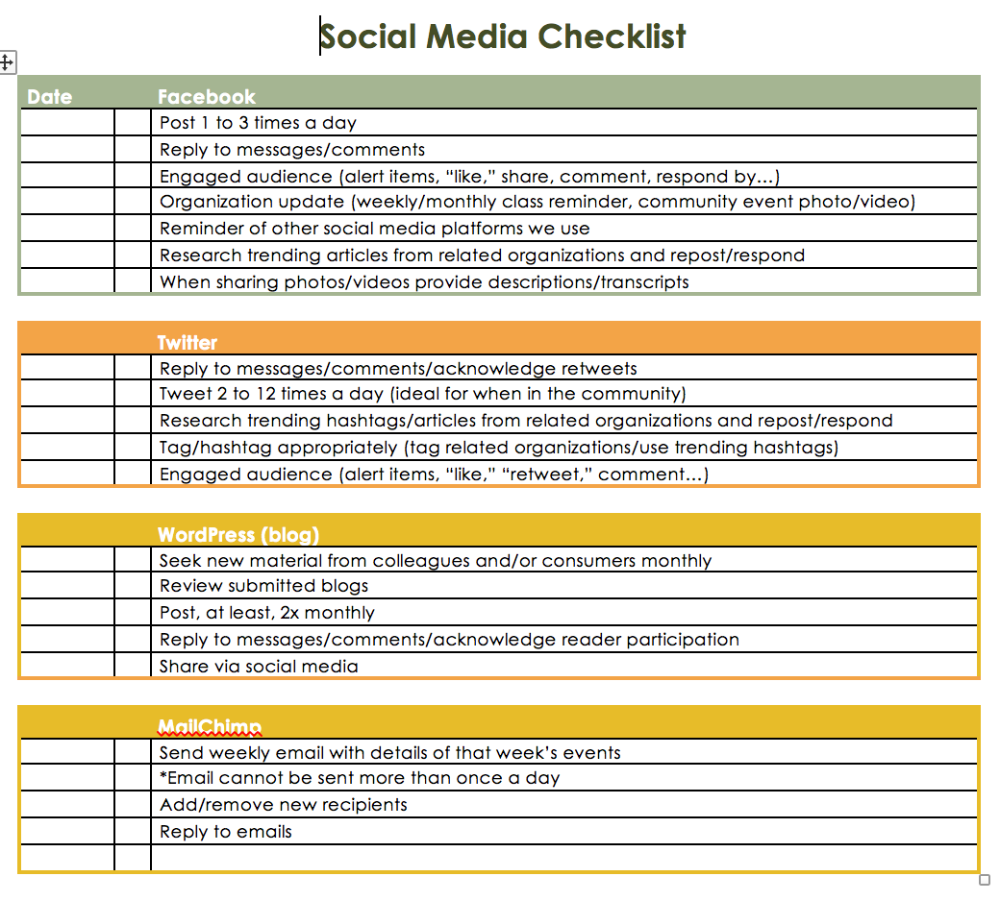 Social Media Checklist
Date Facebook
Post 1 to 3 times a day
Reply to messages/comments
Engaged audience (alert items, “like,” share, comment, respond by…)
Organization update (weekly/monthly class reminder, community event photo/video)
Reminder of other social media platforms we use
Research trending articles from related organizations and repost/respond
When sharing photos/videos provide descriptions/transcripts
Twitter
Reply to messages/comments/acknowledge retweets
Tweet 2 to 12 times a day (ideal for when in the community)
Research trending hashtags/articles from related organizations and repost/respond
Tag/hashtag appropriately (tag related organizations/use trending hashtags)
Engaged audience (alert items, “like,” “retweet,” comment…)
WordPress (blog)
Seek new material from colleagues and/or consumers monthly
Review submitted blogs
Post, at least, 2x monthly
Reply to messages/comments/acknowledge reader participation
Share via social media
MailChimp
Send weekly email with details of that week’s events
*Email cannot be sent more than once a day
Add/remove new recipients
Reply to emails